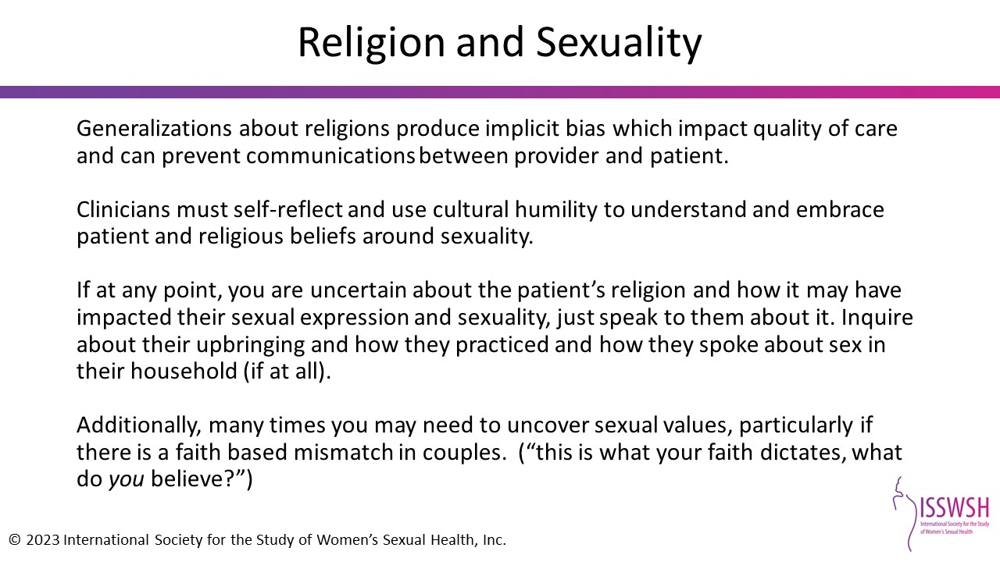 Religion and Sexuality
Generalizations about religions produce implicit bias which impact quality of care
and can prevent communications between provider and patient.
Clinicians must self-reflect and use cultural humility to understand and embrace
patient and religious beliefs around sexuality.
If at any point, you are uncertain about the patient’s religion and how it may have
impacted their sexual expression and sexuality, just speak to them about it. Inquire
about their upbringing and how they practiced and how they spoke about sex in
their household (if at all).
Additionally, many times you may need to uncover sexual values, particularly if
there is a faith based mismatch in couples.  (“this is what your faith dictates, what
do you believe?”)
ISSWSH
International Society for the Study
of Women's Sexual Health
© 2023 International Society for the Study of Women’s Sexual Health, Inc.